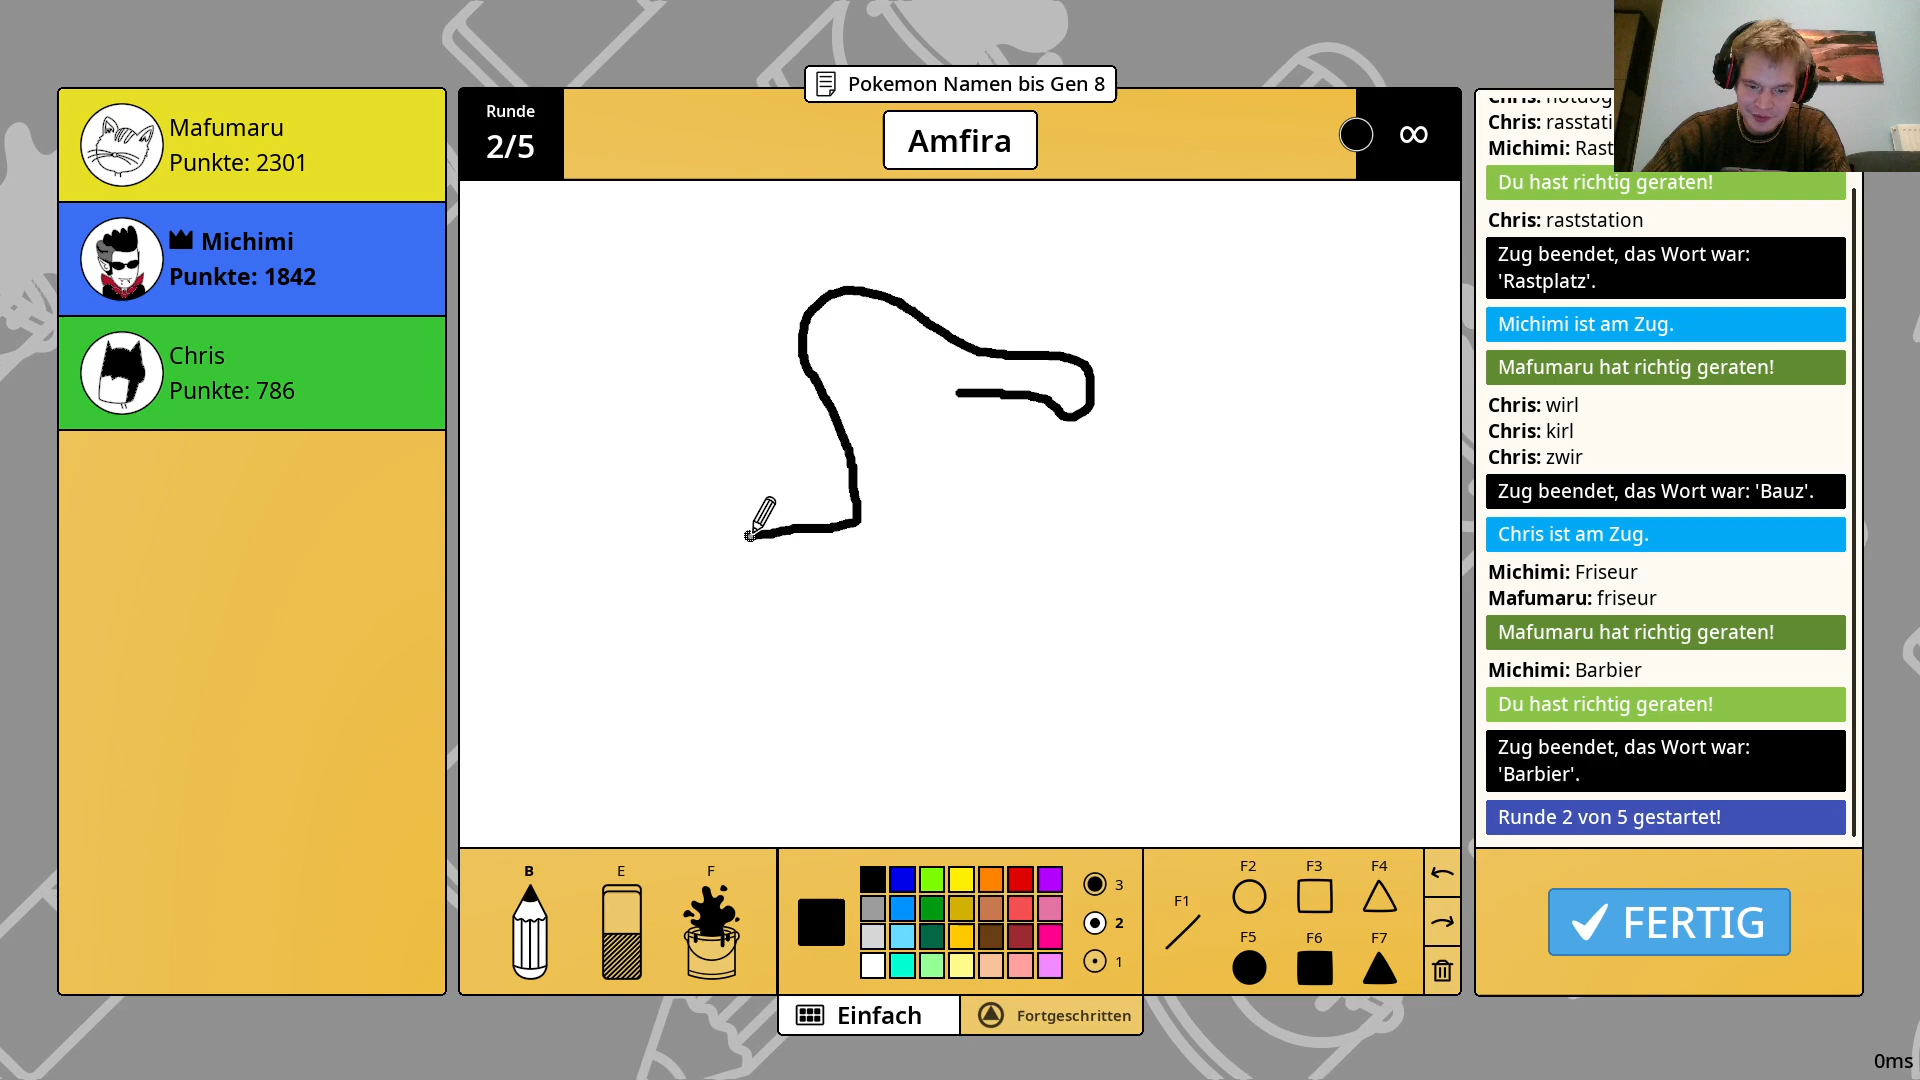 Pokemon Namen bis Gen 8
Runde
2/5
Amfira
∞
Mafumaru
Punkte: 2301
Michimi
Punkte: 1842
Chris
Punkte: 786
Chris: hotdog
Chris: rasstati
Michimi: Rast
Du hast richtig geraten!
Chris: raststation
Zug beendet, das Wort war:
'Rastplatz'.
Michimi ist am Zug.
Mafumaru hat richtig geraten!
Chris: wirl
Chris: kirl
Chris: zwir
Zug beendet, das Wort war: 'Bauz'.
Chris ist am Zug.
Michimi: Friseur
Mafumaru: friseur
Mafumaru hat richtig geraten!
Michimi: Barbier
Du hast richtig geraten!
Zug beendet, das Wort war:
'Barbier'.
Runde 2 von 5 gestartet!
B
E
F
3
2
1
F1
F2
F3
F4
F5
F6
F7
FERTIG
Einfach
Fortgeschritten
0ms